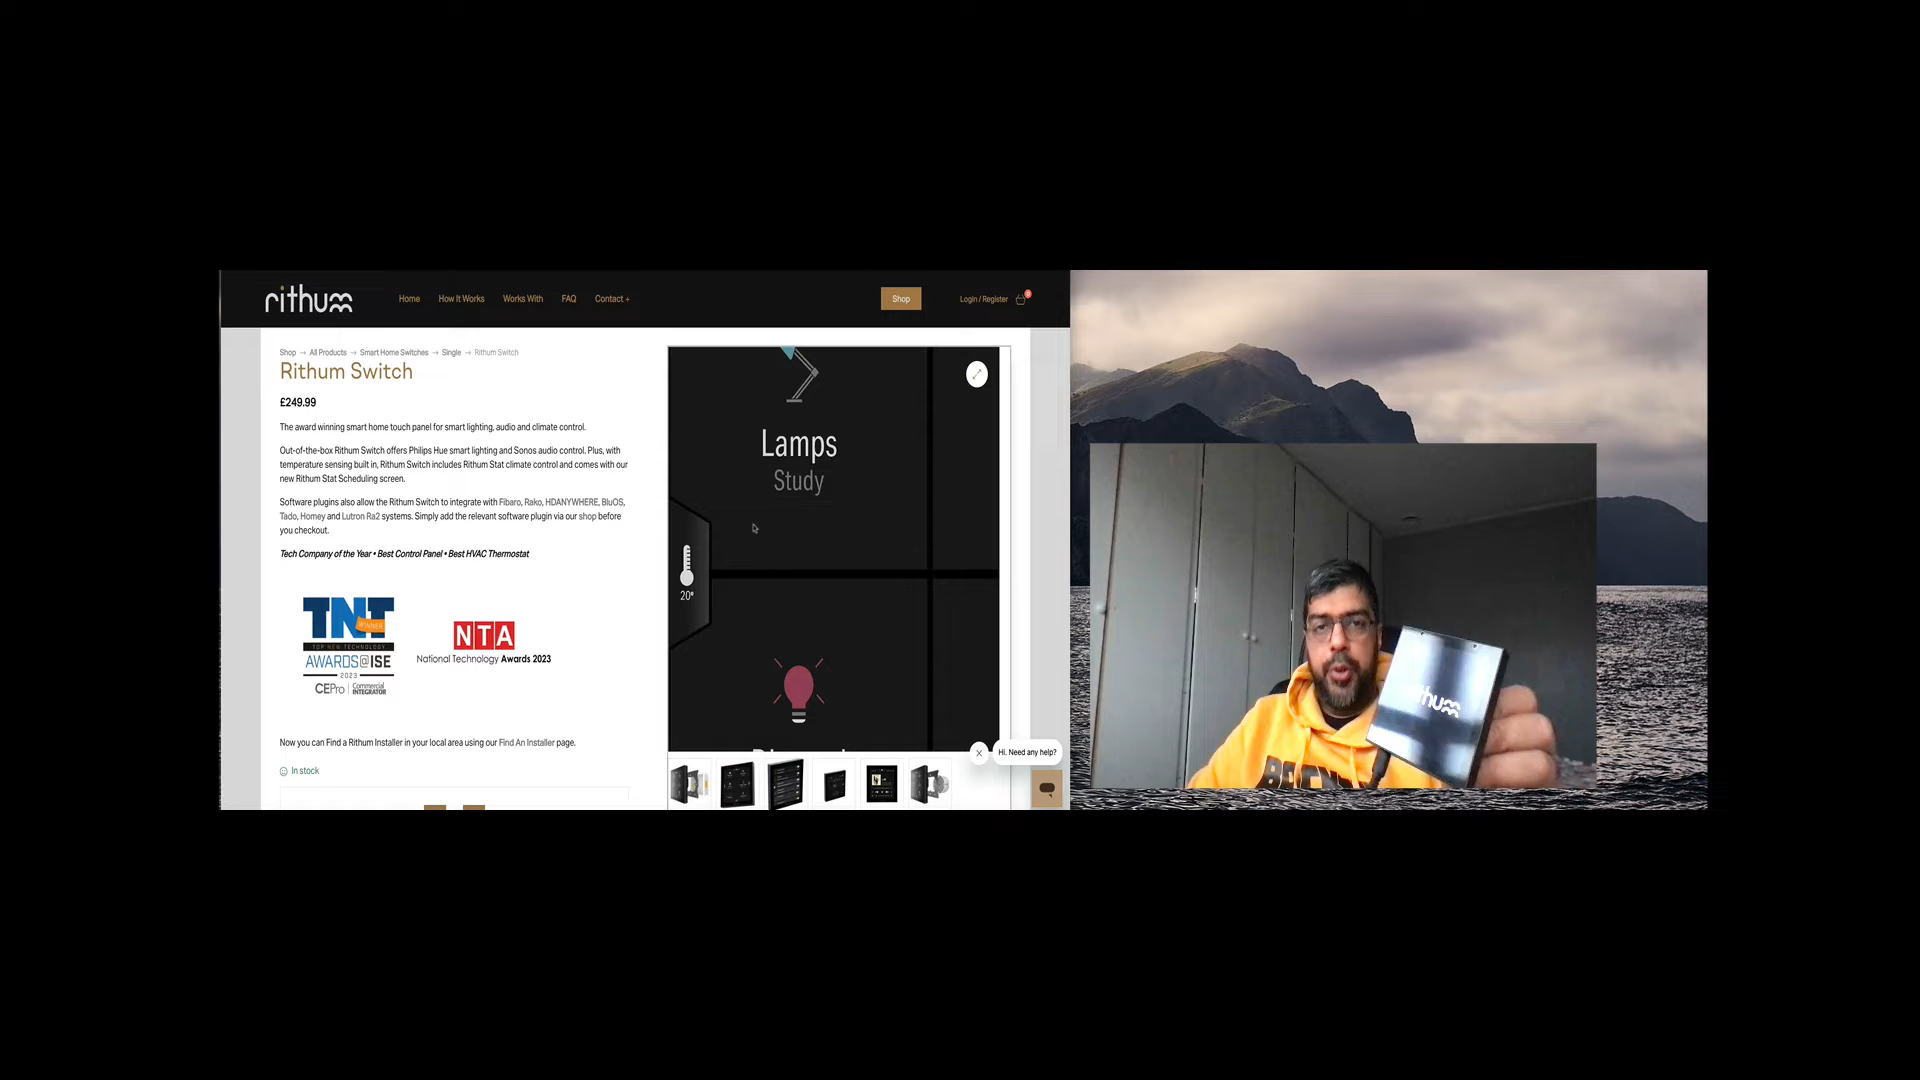 rithum
Home
How It Works
Works With
FAQ
Contact +
Shop
Login / Register
0
Shop → All Products → Smart Home Switches → Single → Rithum Switch
Rithum Switch
£249.99
The award winning smart home touch panel for smart lighting, audio and climate control.
Out-of-the-box Rithum Switch offers Philips Hue smart lighting and Sonos audio control. Plus, with
temperature sensing built in, Rithum Switch includes Rithum Stat climate control and comes with our
new Rithum Stat Scheduling screen.
Software plugins also allow the Rithum Switch to integrate with Fibaro, Rako, HDANYWHERE, BluOS,
Tado, Homey and Lutron Ra2 systems. Simply add the relevant software plugin via our shop before
you checkout.
Tech Company of the Year • Best Control Panel • Best HVAC Thermostat
TNT
WINNER
TOP NEW TECHNOLOGY
AWARDS@ISE
2023
CEPro | Commercial
INTEGRATOR
NTA
National Technology Awards 2023
Now you can Find a Rithum Installer in your local area using our Find An Installer page.
In stock
Lamps
Study
20°
Hi. Need any help?